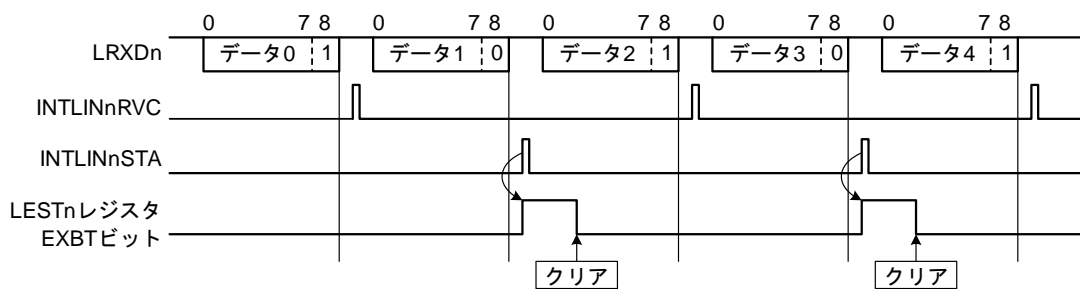 0 7 8 0 7 8 0 7 8 0 7 8 0 7 8
LRXDn データ0 1 データ1 0 データ2 1 データ3 0 データ4 1
INTLINnRVC
INTLINnSTA
LESTnレジスタ
EXBTビット
クリア クリア